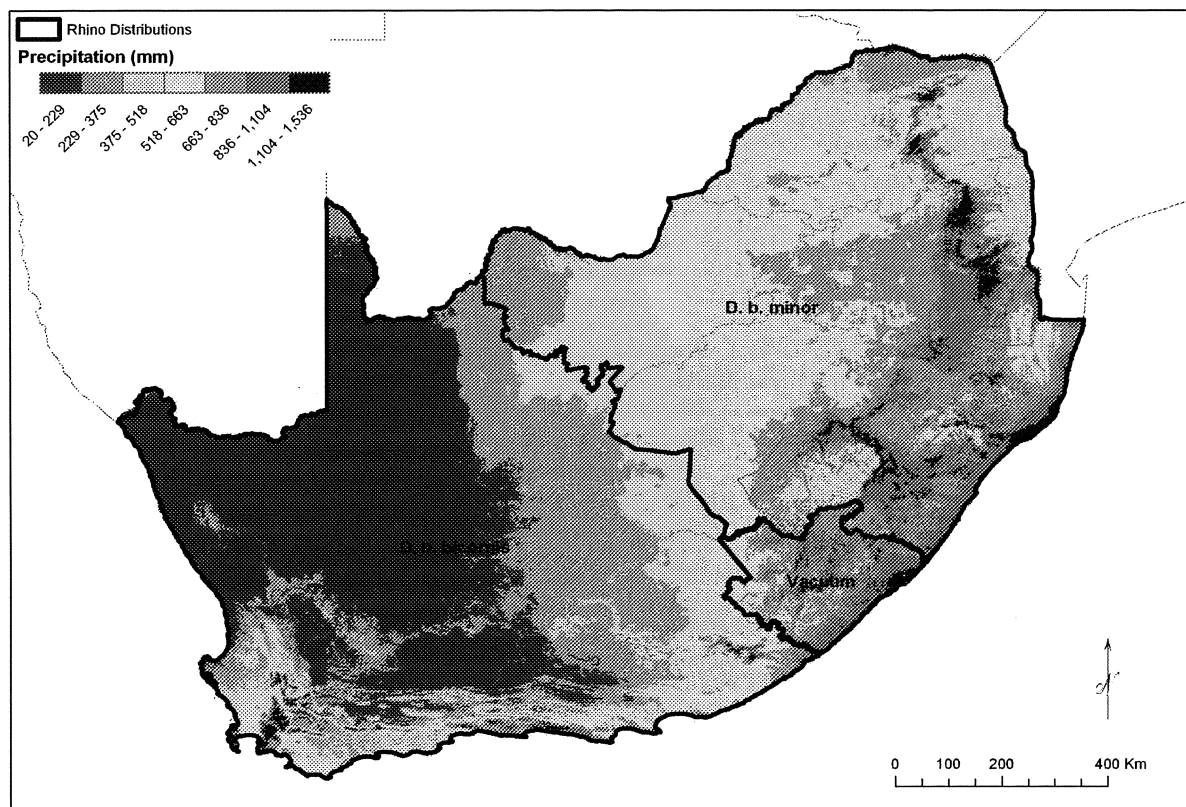 Rhino Distributions
Precipitation (mm)
20 - 229
229 - 375
375 - 518
518 - 663
663 - 836
836 - 1,104
1,104 - 1,536
D. b. minor
D. b. bicornis
Vacuum
N
0 100 200 400 Km